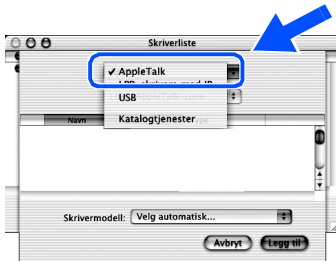 Skriverliste
✓ AppleTalk
USB
Katalogtjenester
Navn
Skrivermodell: Velg automatisk...
Avbryt Legg til